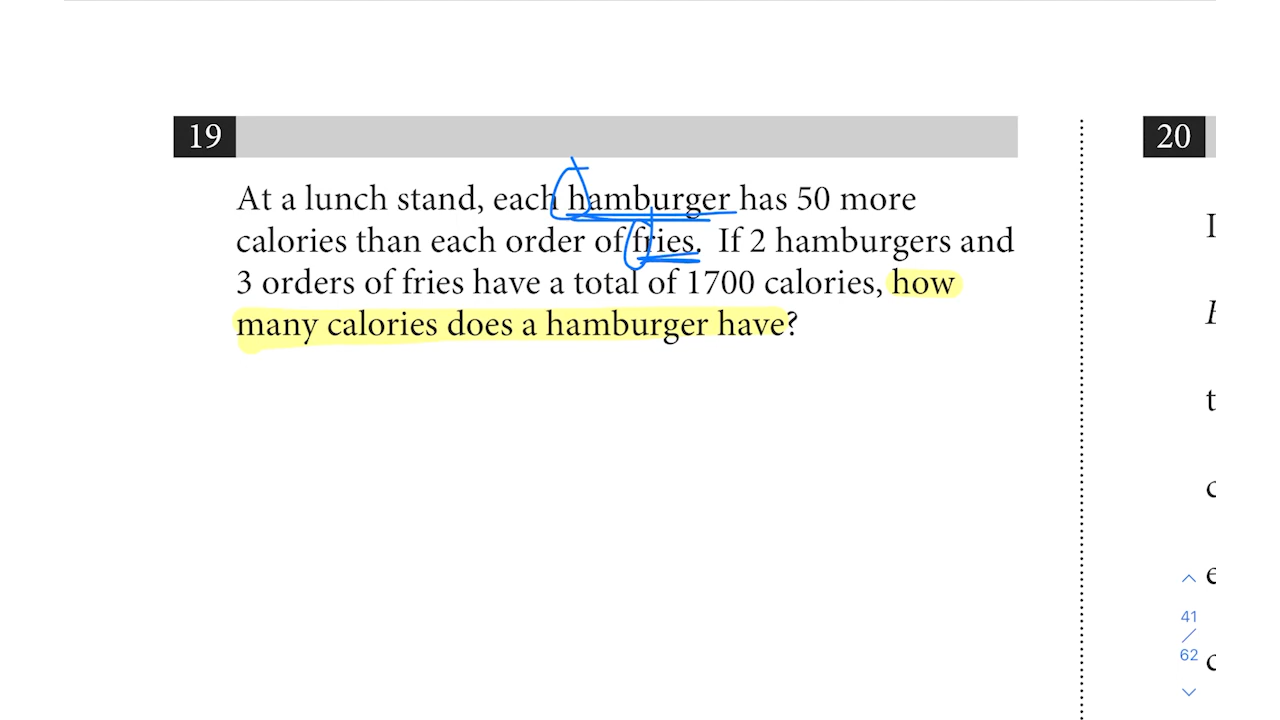 19
At a lunch stand, each hamburger has 50 more
calories than each order of fries. If 2 hamburgers and
3 orders of fries have a total of 1700 calories, how
many calories does a hamburger have?
20
I
t
c
e
c
41
/
62